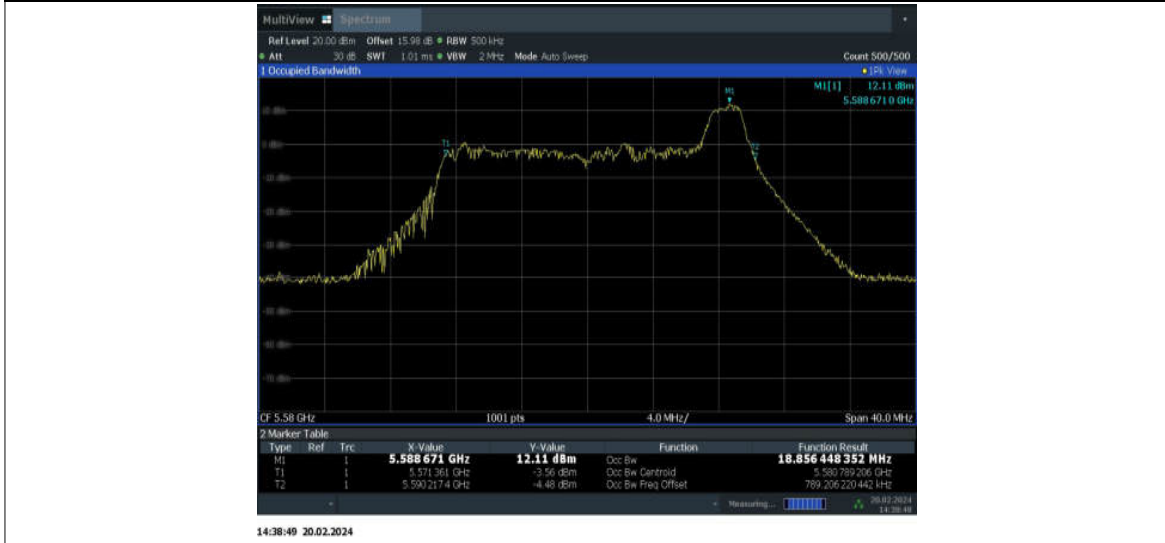 MultiView Spectrum
Ref Level 20.00 dBm Offset 15.98 dB RBW 500 kHz
Att 30 dB SWT 1.01 ms VBW 2 MHz Mode Auto Sweep Count 500/500
1 Occupied Bandwidth 1Pk View
M1[1] 12.11 dBm
5.5886710 GHz
M1
T1
T2
CF 5.58 GHz 1001 pts 4.0 MHz/ Span 40.0 MHz
2 Marker Table
Type Ref Trc X-Value Y-Value Function Function Result
M1 1 5.588 671 GHz 12.11 dBm Occ Bw 18.856 448 352 MHz
T1 1 5.571 361 GHz -3.56 dBm Occ Bw Centroid 5.580 789 206 GHz
T2 1 5.590 217 4 GHz -4.48 dBm Occ Bw Freq Offset 789.206 220 442 kHz
Measuring... 20.02.2024
14:38:49 20.02.2024